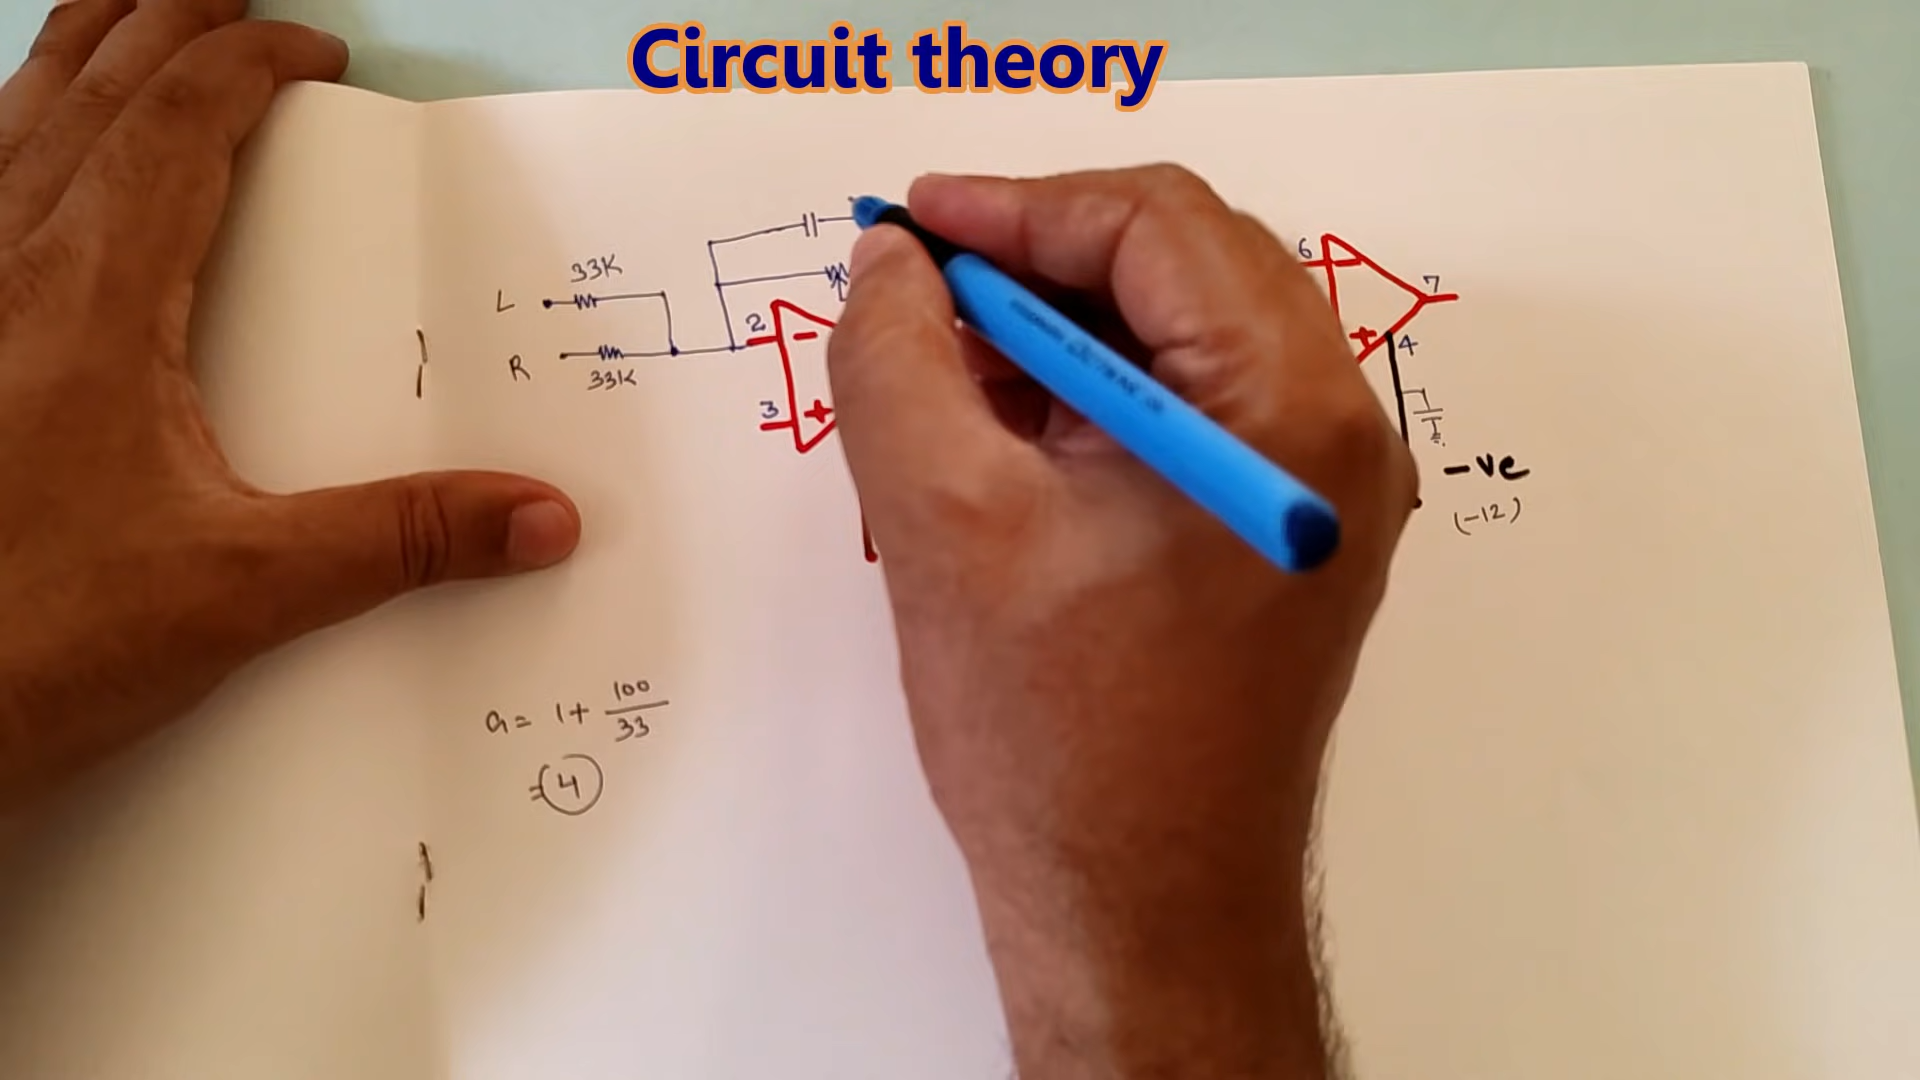 Circuit theory
33K
L
R
33K
2
-
3
+
6
-
7
+
4
-ve
(-12)
G = 1 + 100/33
= 4